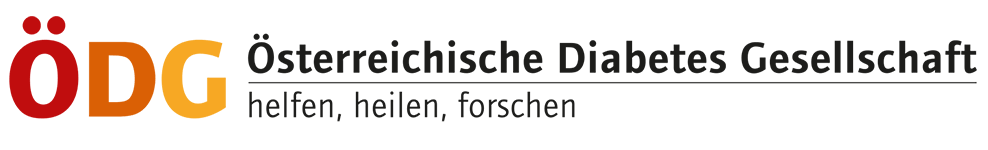 ÖDG
Österreichische Diabetes Gesellschaft
helfen, heilen, forschen